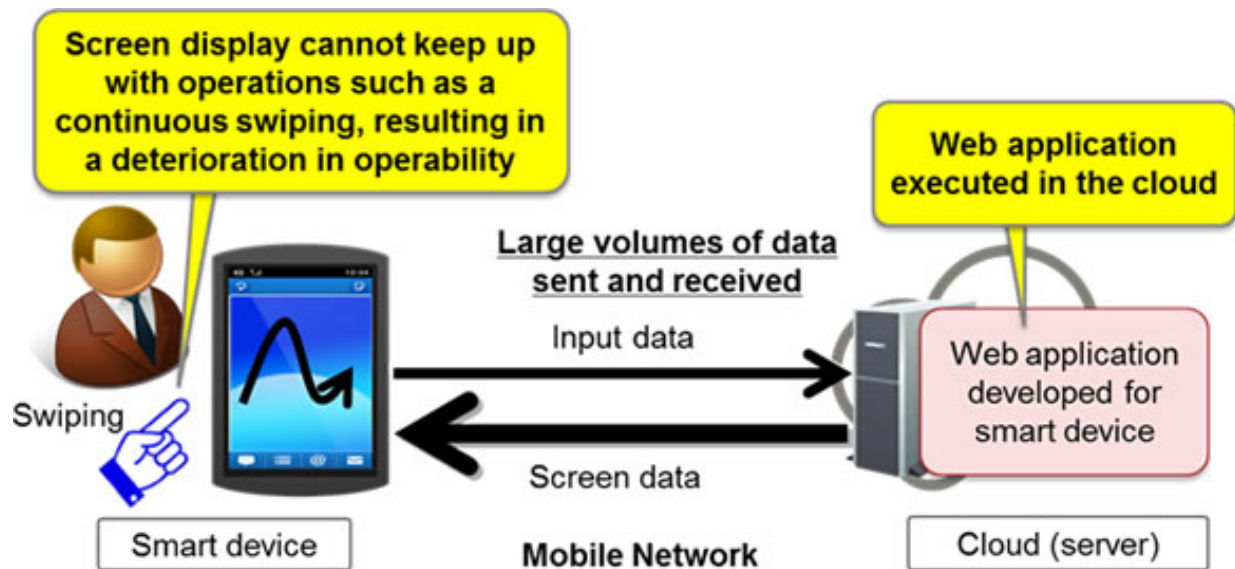 Screen display cannot keep up
with operations such as a
continuous swiping, resulting in
a deterioration in operability
Web application
executed in the cloud
Large volumes of data
sent and received
Input data
Web application
developed for
smart device
Swiping
Screen data
Smart device
Mobile Network
Cloud (server)